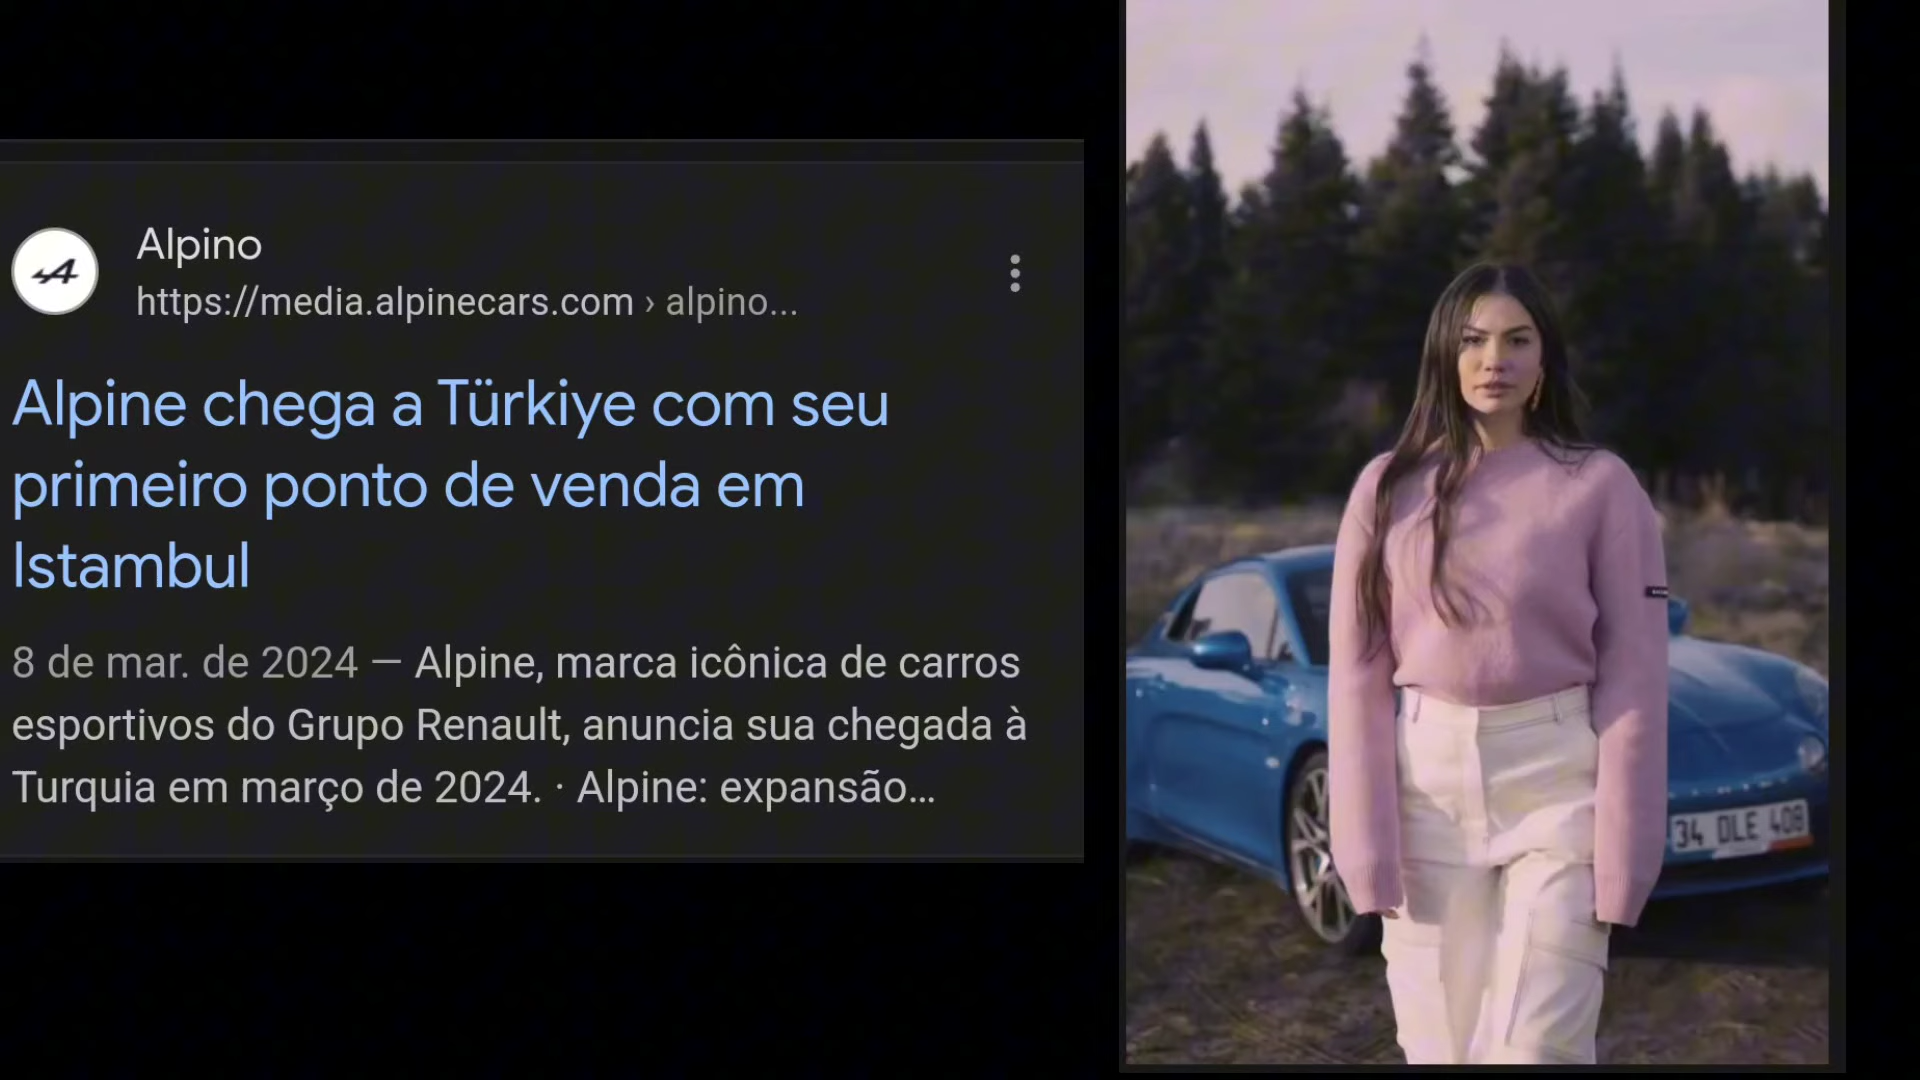 Alpino
https://media.alpinecars.com › alpino...
Alpine chega a Türkiye com seu
primeiro ponto de venda em
Istambul
8 de mar. de 2024 — Alpine, marca icônica de carros
esportivos do Grupo Renault, anuncia sua chegada à
Turquia em março de 2024. · Alpine: expansão...
34 DLE 408